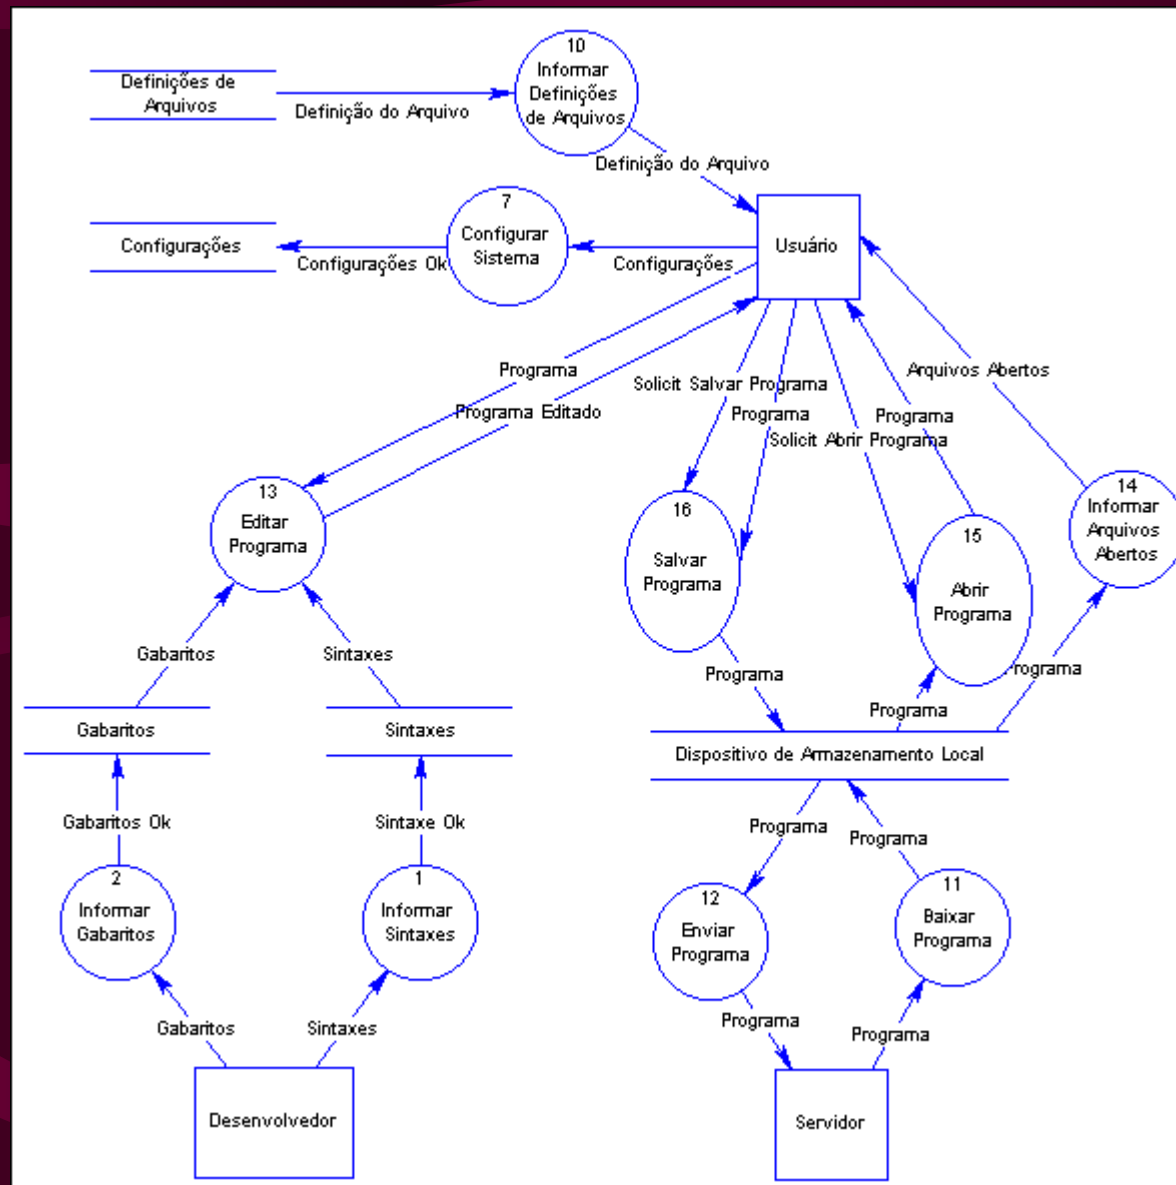 10
Informar
Definições
de Arquivos
Definições de
Arquivos
Definição do Arquivo
Definição do Arquivo
7
Configurar
Sistema
Configurações
Configurações Ok
Configurações
Usuário
Programa
Programa Editado
Solicit Salvar Programa
Programa
Solicit Abrir Programa
Programa
Arquivos Abertos
13
Editar
Programa
16
Salvar
Programa
15
Abrir
Programa
14
Informar
Arquivos
Abertos
Gabaritos
Sintaxes
Programa
Programa
Programa
Gabaritos
Sintaxes
Dispositivo de Armazenamento Local
Gabaritos Ok
Sintaxe Ok
Programa
Programa
2
Informar
Gabaritos
1
Informar
Sintaxes
12
Enviar
Programa
11
Baixar
Programa
Gabaritos
Sintaxes
Programa
Programa
Desenvolvedor
Servidor